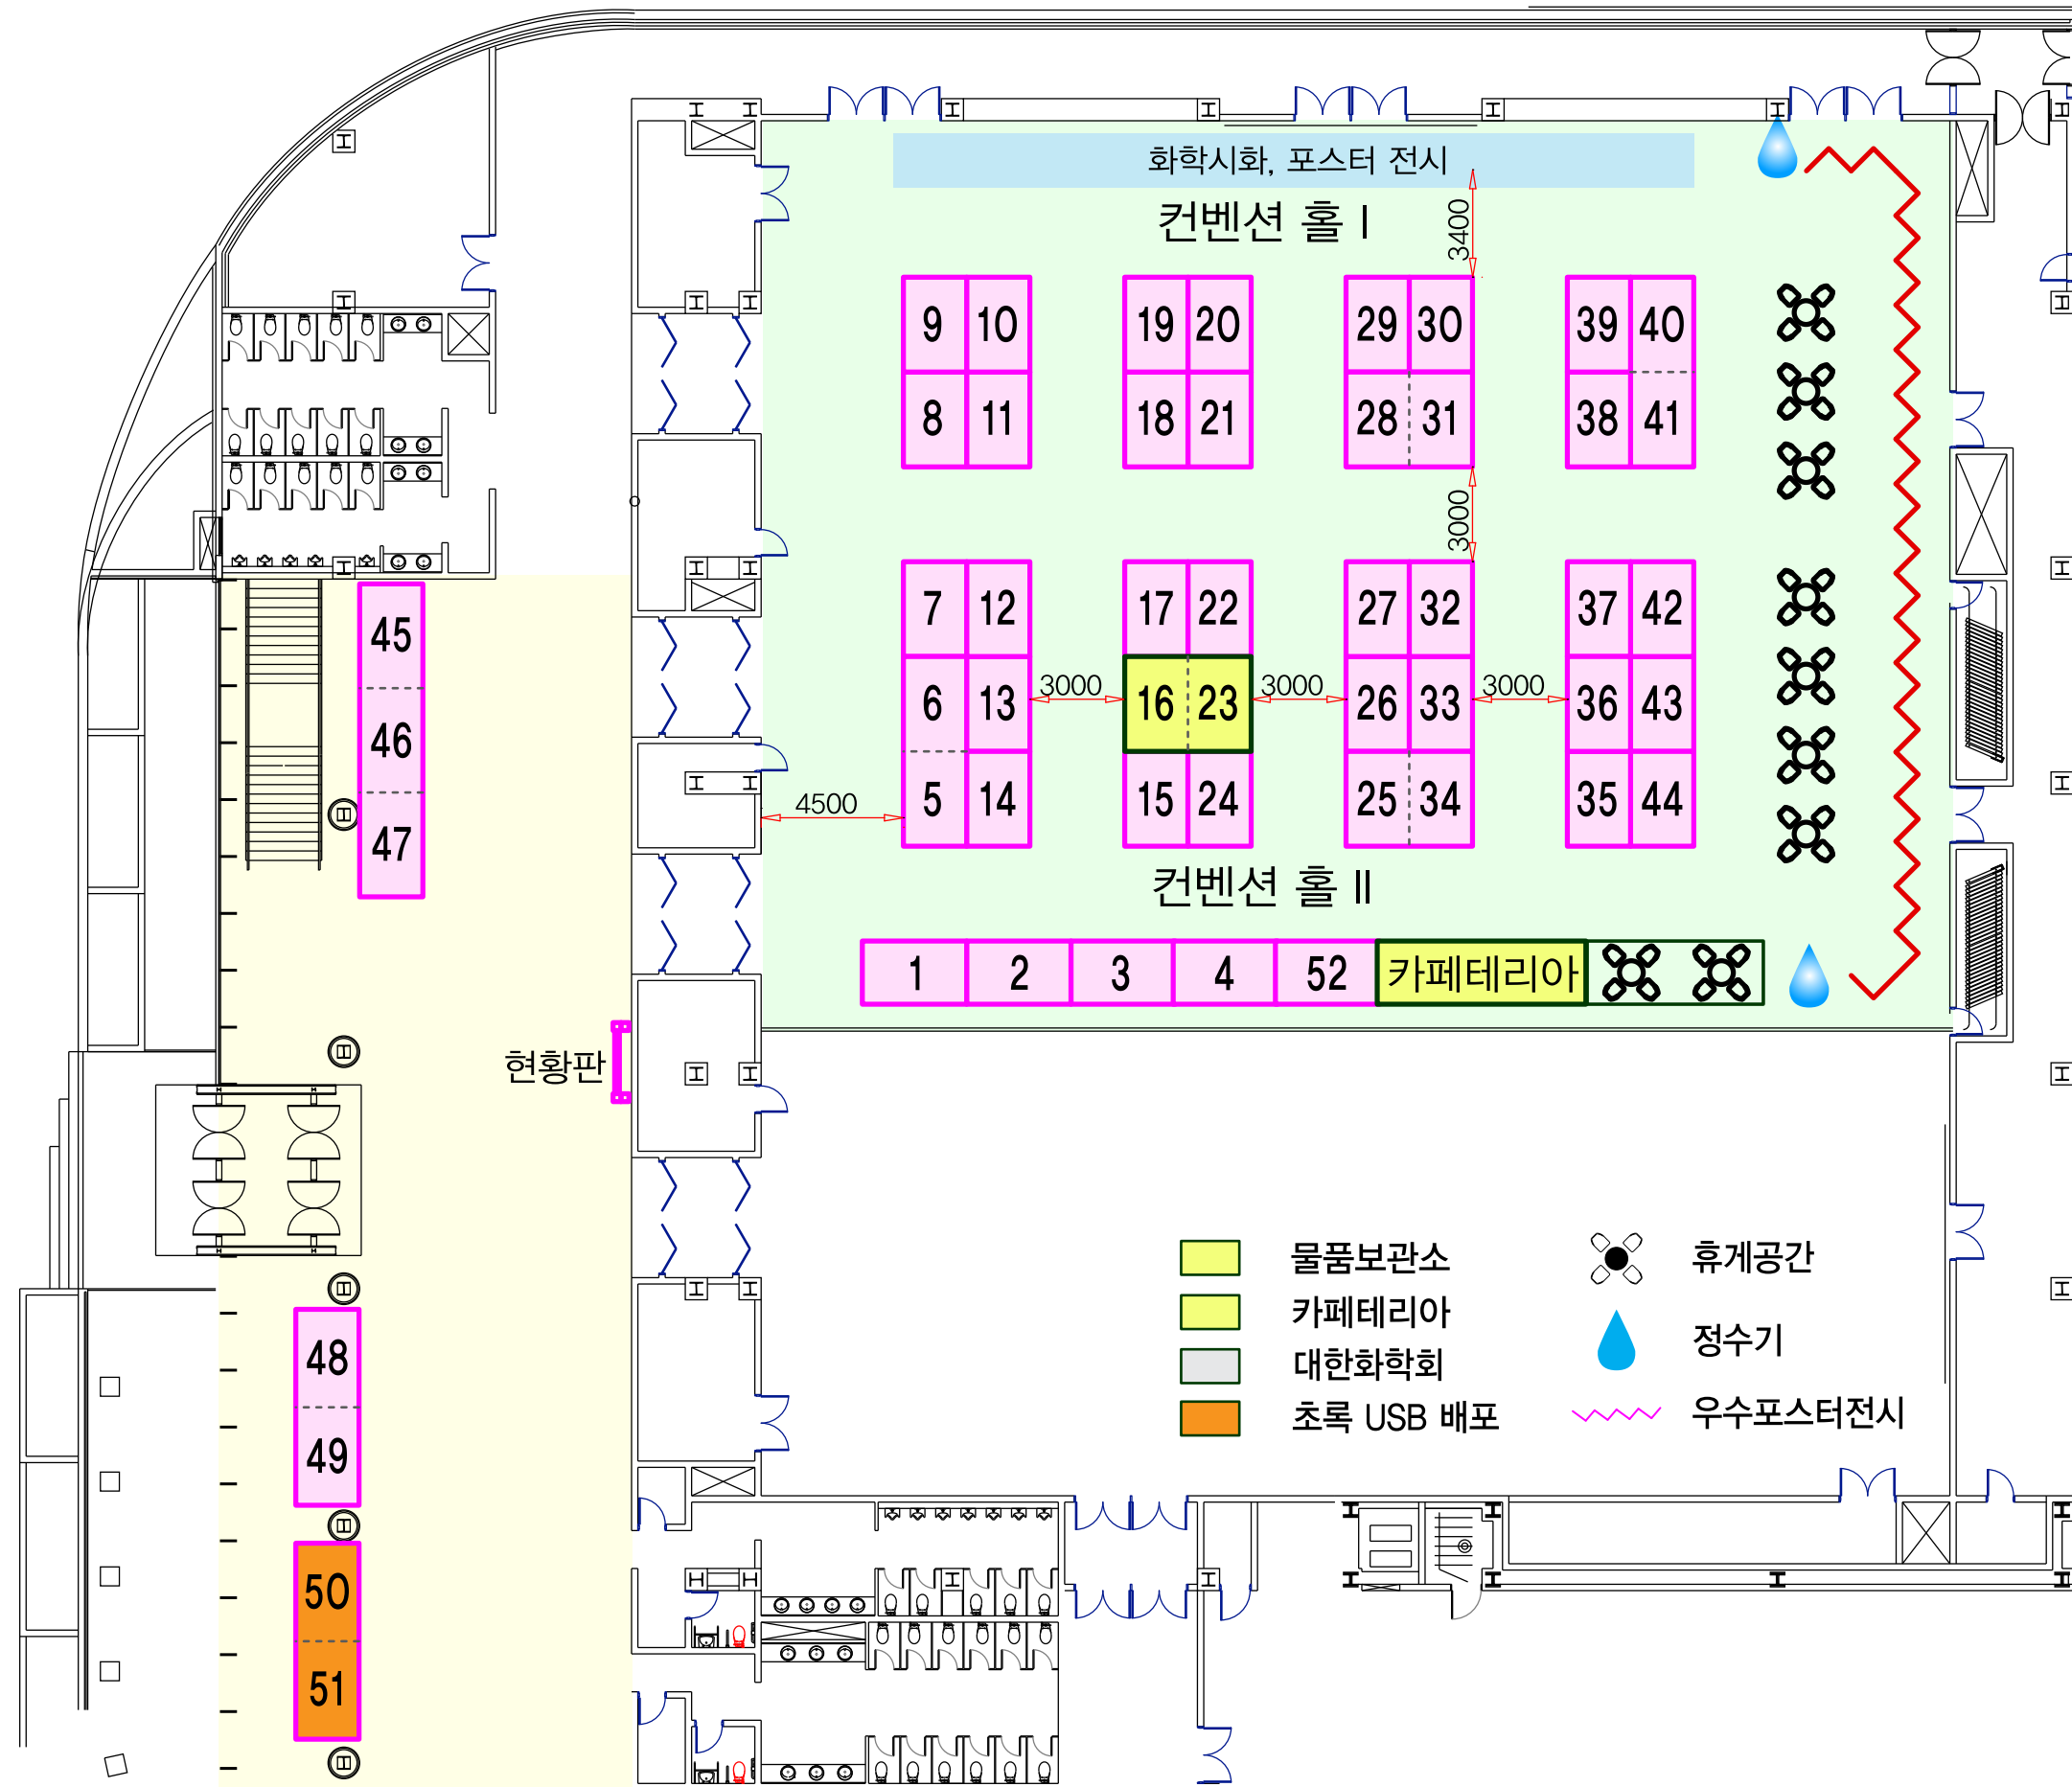 화학시화, 포스터 전시
컨벤션 홀 I
3400
9 10 19 20 29 30 39 40
8 11 18 21 28 31 38 41
3000
7 12 17 22 27 32 37 42
6 13 3000 16 23 3000 26 33 3000 36 43
5 14 15 24 25 34 35 44
4500
컨벤션 홀 II
1 2 3 4 52 카페테리아
45
46
47
현황판
48
49
50
51
물품보관소
카페테리아
대한화학회
초록 USB 배포
휴게공간
정수기
우수포스터전시